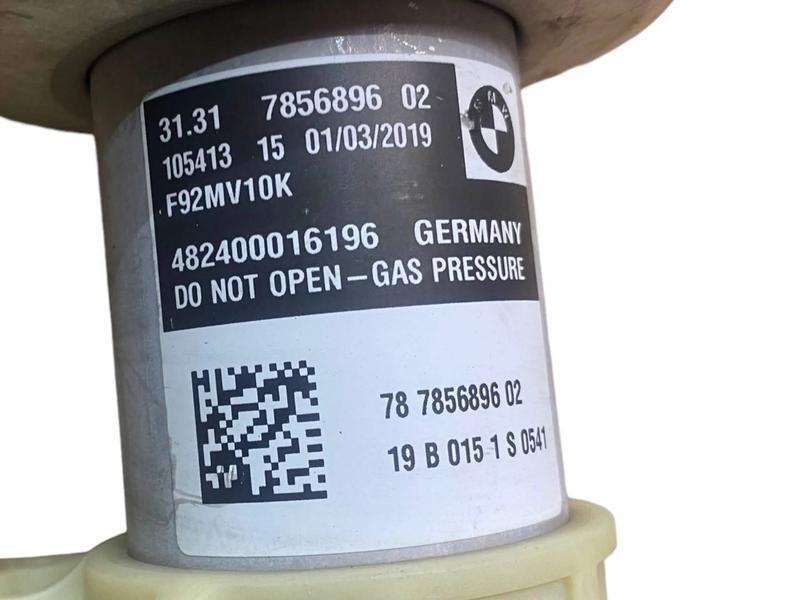 31.31 7856896 02
105413 15 01/03/2019
F92MV10K
482400016196 GERMANY
DO NOT OPEN – GAS PRESSURE
78 7856896 02
19 B 015 1 S 0541